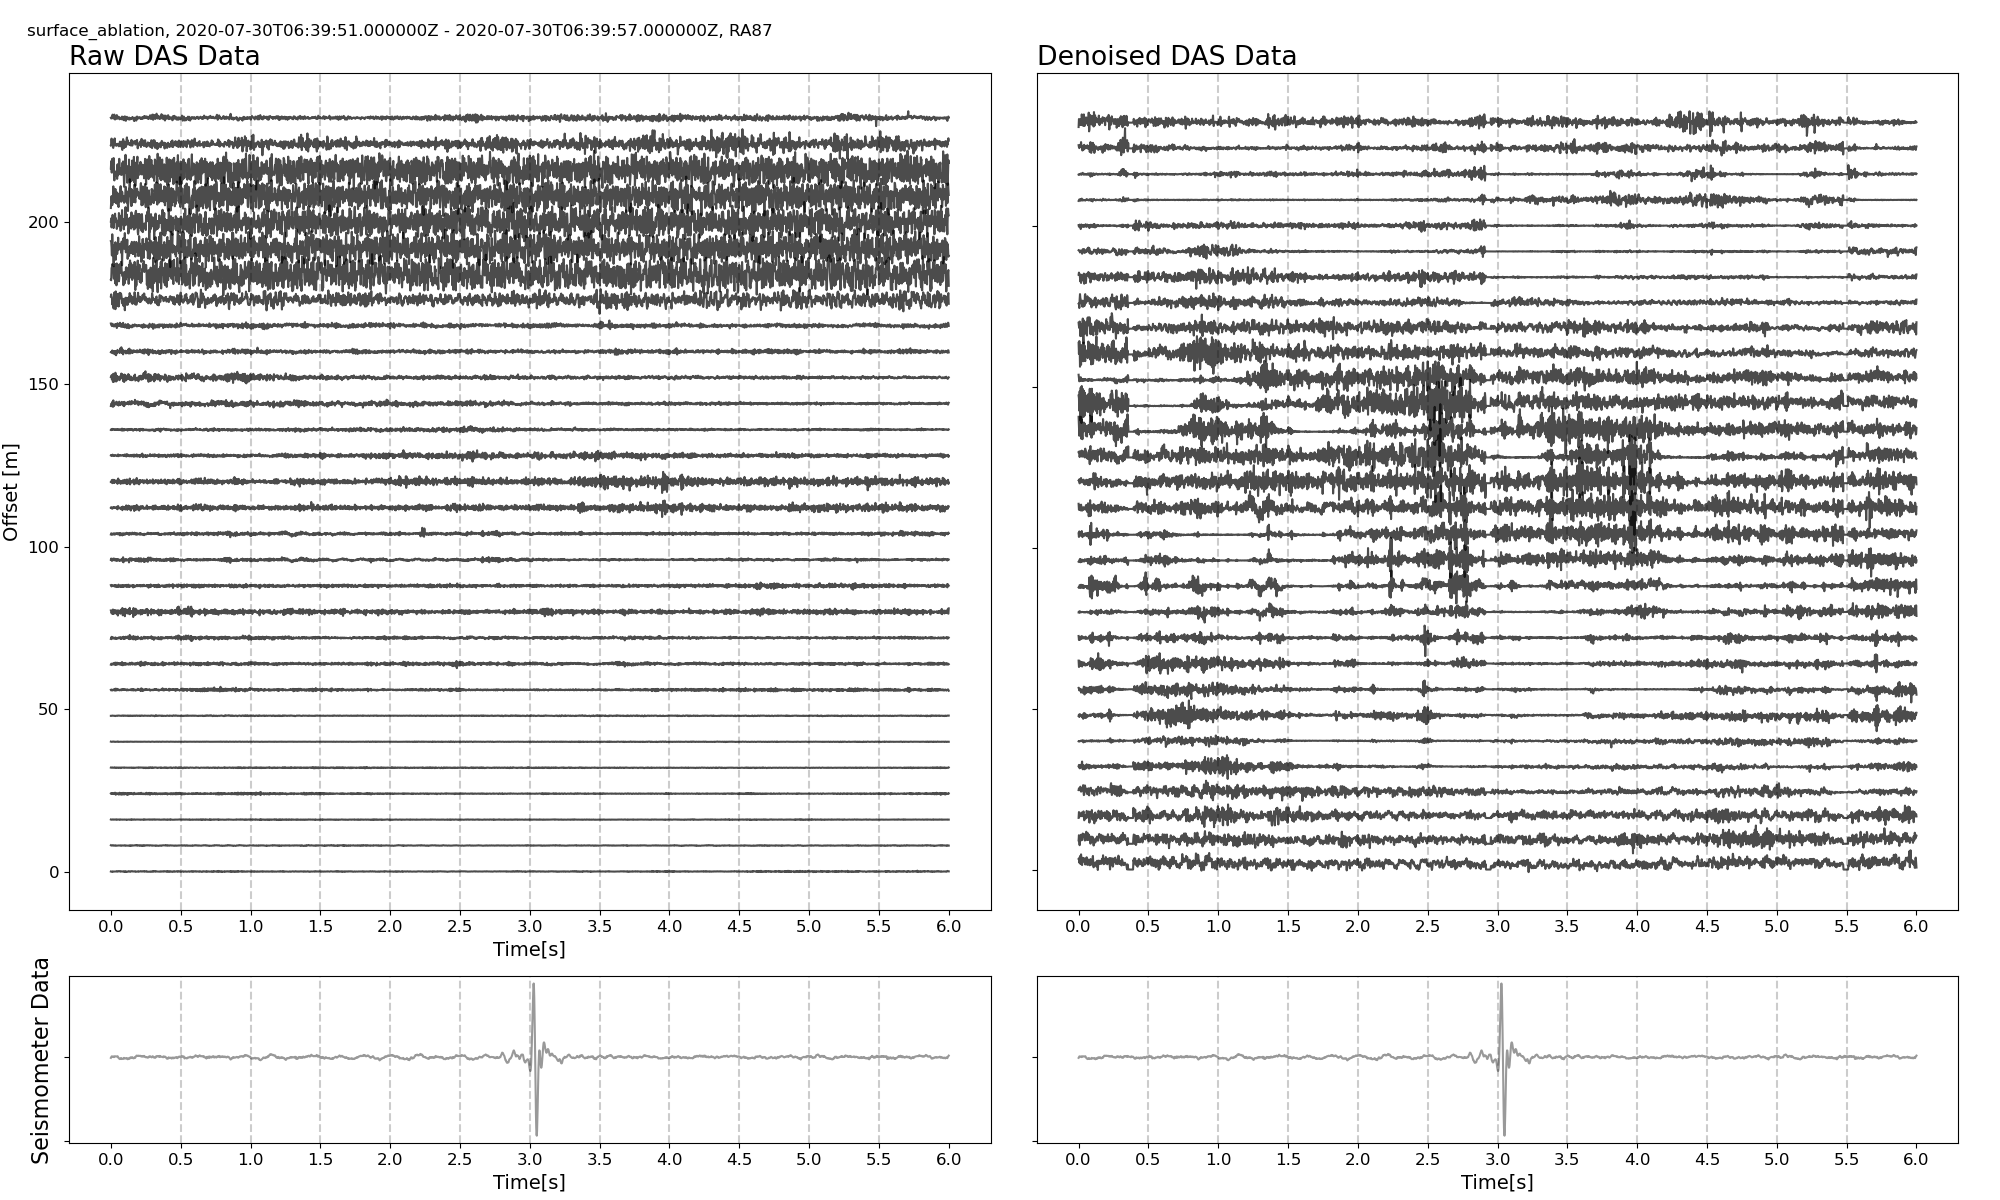 surface_ablation, 2020-07-30T06:39:51.000000Z - 2020-07-30T06:39:57.000000Z, RA87
Raw DAS Data
Denoised DAS Data
Offset [m]
200
150
100
50
0
0.0 0.5 1.0 1.5 2.0 2.5 3.0 3.5 4.0 4.5 5.0 5.5 6.0
Time[s]
0.0 0.5 1.0 1.5 2.0 2.5 3.0 3.5 4.0 4.5 5.0 5.5 6.0
Seismometer Data
0.0 0.5 1.0 1.5 2.0 2.5 3.0 3.5 4.0 4.5 5.0 5.5 6.0
Time[s]
0.0 0.5 1.0 1.5 2.0 2.5 3.0 3.5 4.0 4.5 5.0 5.5 6.0
Time[s]